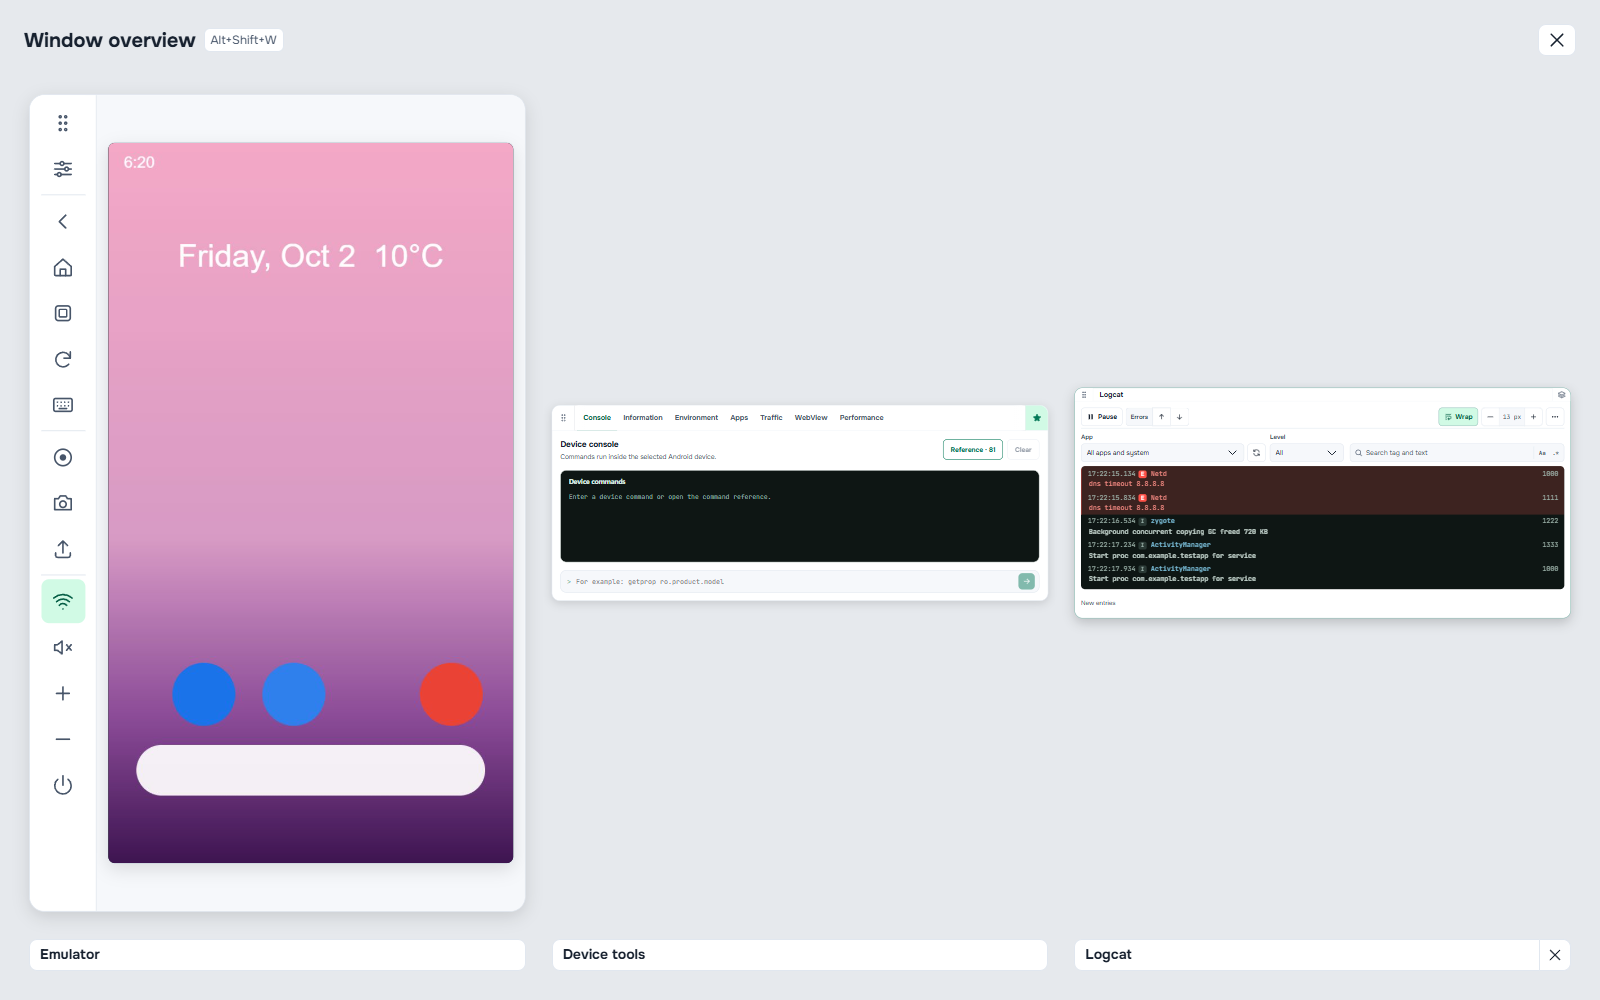 Window overview
Alt+Shift+W
6:20
Friday, Oct 2 10°C
Console Information Environment Apps Traffic WebView Performance
Device console
Commands run inside the selected Android device.
Reference · 81
Clear
Device commands
Enter a device command or open the command reference.
> For example: getprop ro.product.model
Logcat
Pause
Errors
Wrap
13 px
App
Level
All apps and system
All
Search tag and text
Aa
.*
17:22:15.134 E Netd 1000
dns timeout 8.8.8.8
17:22:15.834 E Netd 1111
dns timeout 8.8.8.8
17:22:16.534 I zygote 1222
Background concurrent copying GC freed 720 KB
17:22:17.234 I ActivityManager 1333
Start proc com.example.testapp for service
17:22:17.934 I ActivityManager 1000
Start proc com.example.testapp for service
New entries
Emulator
Device tools
Logcat